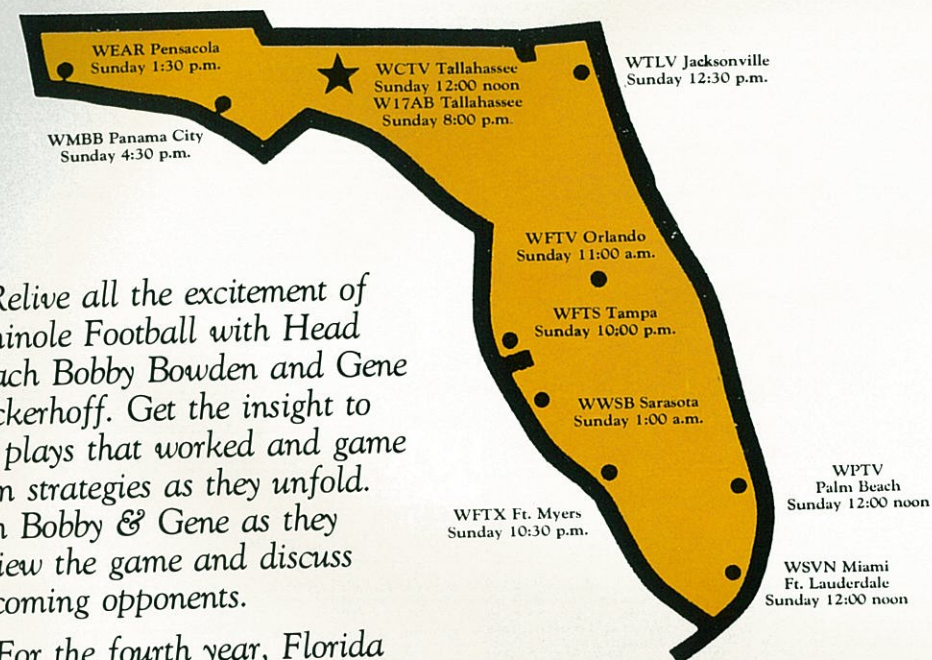 WEAR Pensacola
Sunday 1:30 p.m.
WCTV Tallahassee
Sunday 12:00 noon
W17AB Tallahassee
Sunday 8:00 p.m.
WTLV Jacksonville
Sunday 12:30 p.m.
WMBB Panama City
Sunday 4:30 p.m.
WFTV Orlando
Sunday 11:00 a.m.
WFTS Tampa
Sunday 10:00 p.m.
WWSB Sarasota
Sunday 1:00 a.m.
WPTV
Palm Beach
Sunday 12:00 noon
WFTX Ft. Myers
Sunday 10:30 p.m.
WSVN Miami
Ft. Lauderdale
Sunday 12:00 noon
Relive all the excitement of
inole Football with Head
ach Bobby Bowden and Gene
ckerhoff. Get the insight to
plays that worked and game
n strategies as they unfold.
n Bobby & Gene as they
iew the game and discuss
coming opponents.
For the fourth year, Florida